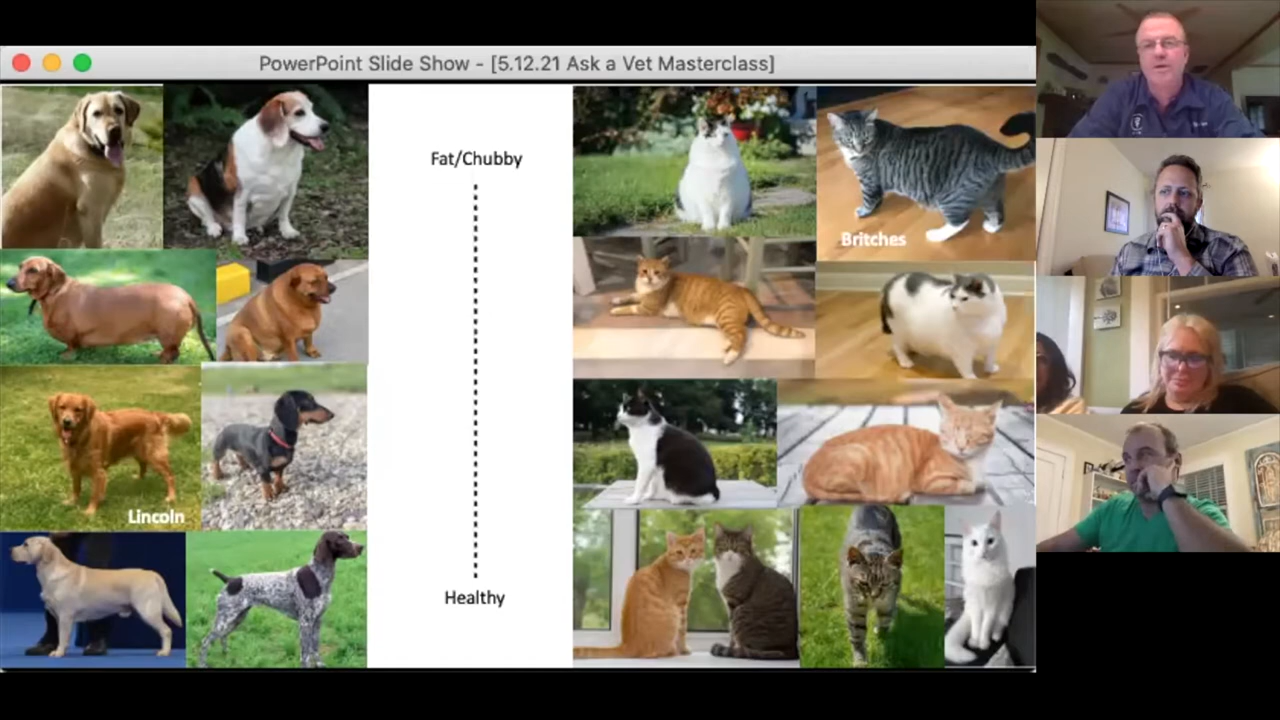 PowerPoint Slide Show - [5.12.21 Ask a Vet Masterclass]
Fat/Chubby
Britches
Lincoln
Healthy